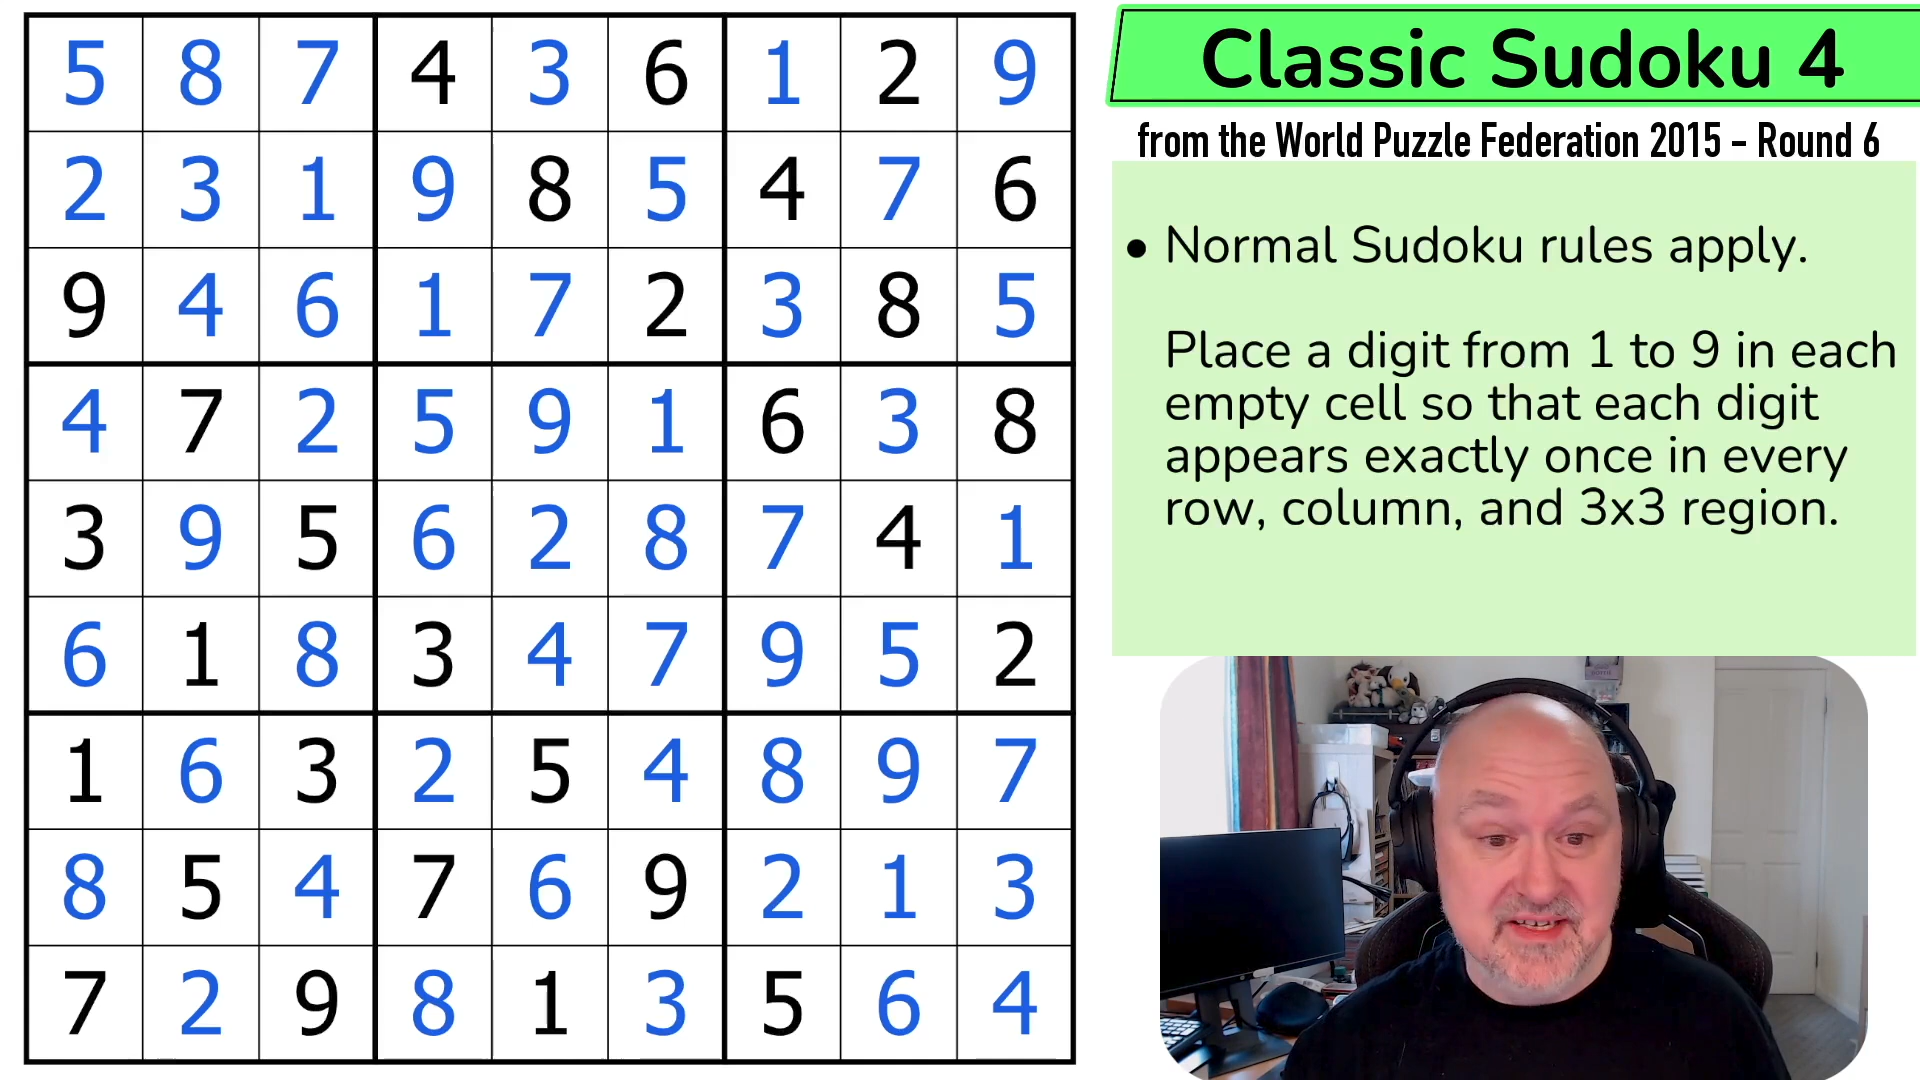 5 8 7 4 3 6 1 2 9
2 3 1 9 8 5 4 7 6
9 4 6 1 7 2 3 8 5
4 7 2 5 9 1 6 3 8
3 9 5 6 2 8 7 4 1
6 1 8 3 4 7 9 5 2
1 6 3 2 5 4 8 9 7
8 5 4 7 6 9 2 1 3
7 2 9 8 1 3 5 6 4
Classic Sudoku 4
from the World Puzzle Federation 2015 - Round 6
• Normal Sudoku rules apply.
Place a digit from 1 to 9 in each
empty cell so that each digit
appears exactly once in every
row, column, and 3x3 region.